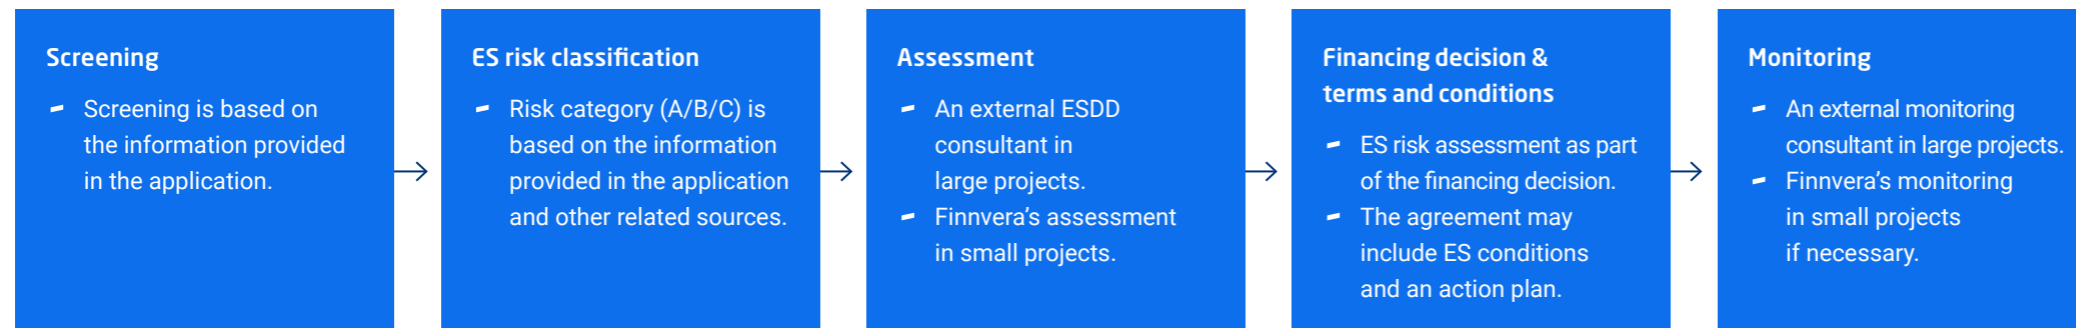 Screening
- Screening is based on
the information provided
in the application.
ES risk classification
- Risk category (A/B/C) is
based on the information
provided in the application
and other related sources.
Assessment
- An external ESDD
consultant in
large projects.
- Finnvera’s assessment
in small projects.
Financing decision &
terms and conditions
- ES risk assessment as part
of the financing decision.
- The agreement may
include ES conditions
and an action plan.
Monitoring
- An external monitoring
consultant in large projects.
- Finnvera’s monitoring
in small projects
if necessary.